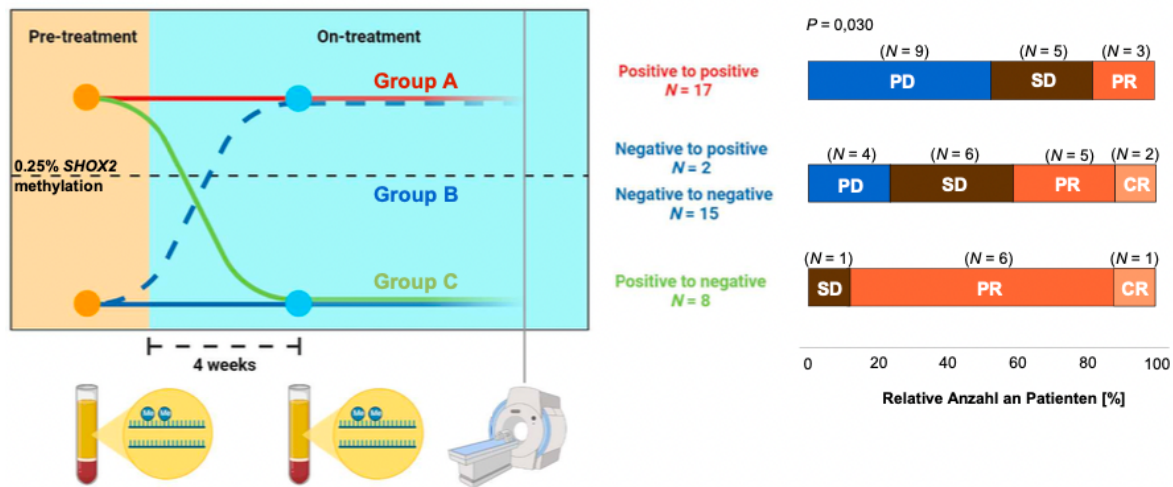 Pre-treatment
On-treatment
Group A
0.25% SHOX2
methylation
Group B
Group C
4 weeks
Me Me
Me Me
Positive to positive
N = 17
Negative to positive
N = 2
Negative to negative
N = 15
Positive to negative
N = 8
P = 0,030
(N = 9) (N = 5) (N = 3)
PD SD PR
(N = 4) (N = 6) (N = 5) (N = 2)
PD SD PR CR
(N = 1) (N = 6) (N = 1)
SD PR CR
0 20 40 60 80 100
Relative Anzahl an Patienten [%]